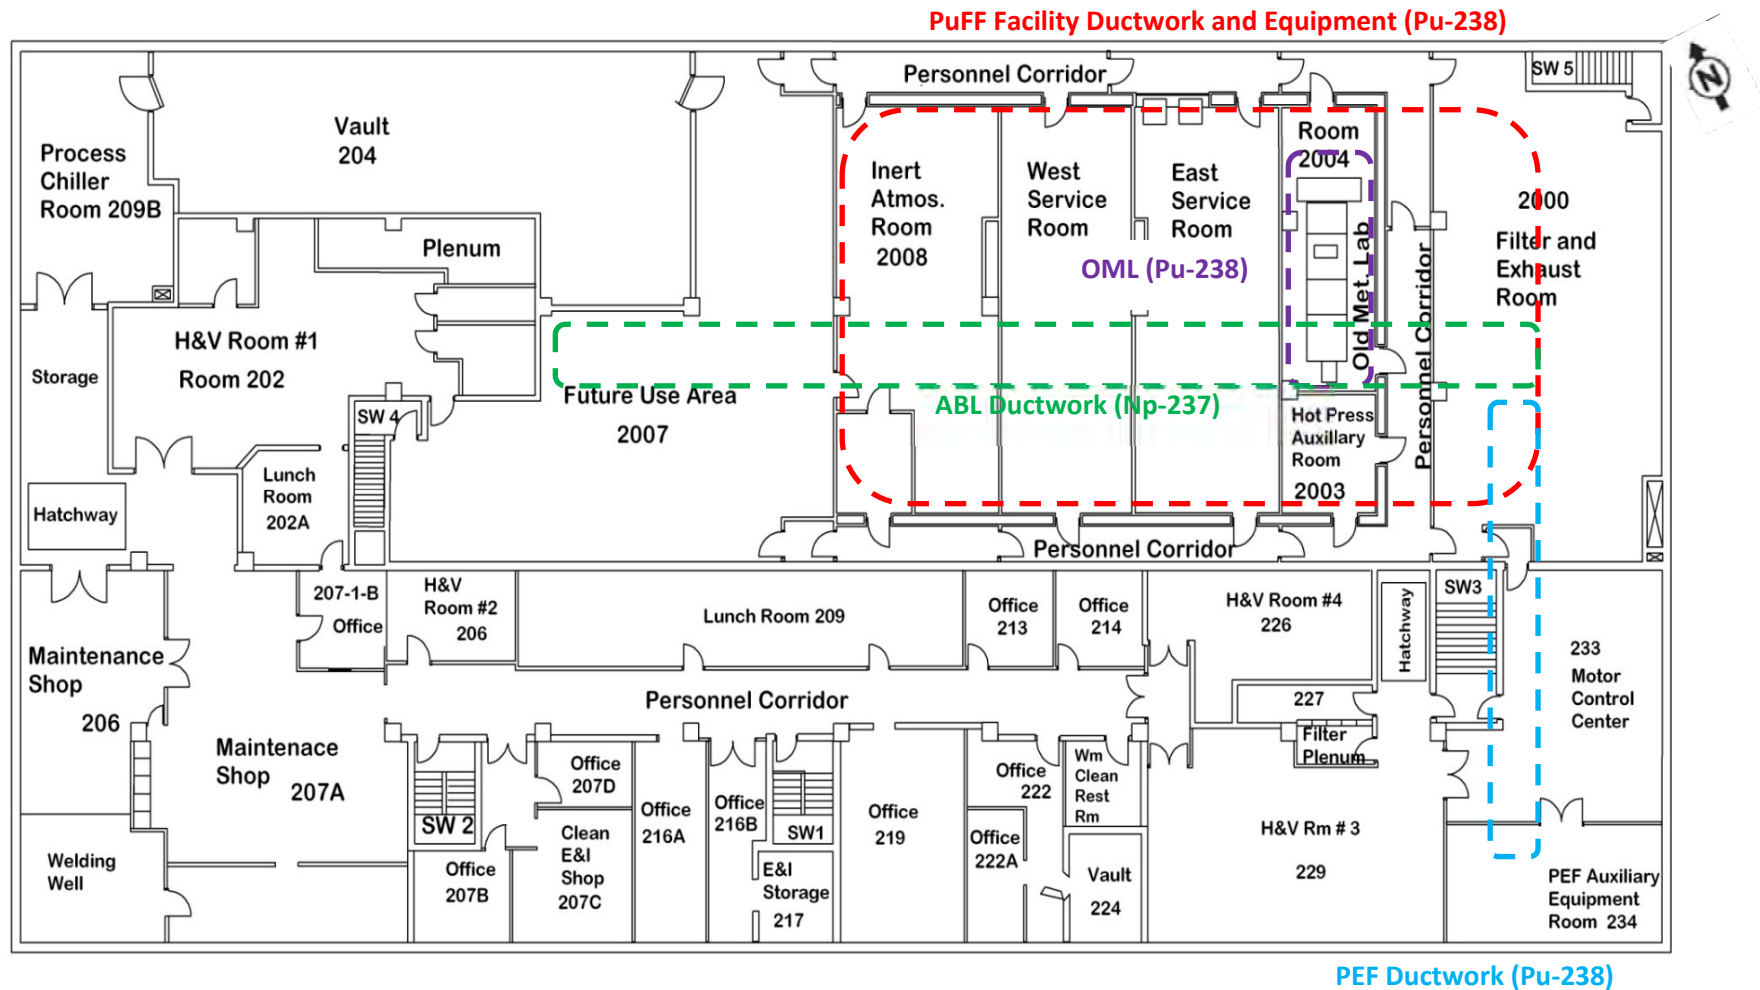 PuFF Facility Ductwork and Equipment (Pu-238)
N
SW 5
Personnel Corridor
Vault
204
Process
Chiller
Room 209B
Room
2004
Inert
Atmos.
Room
2008
West
Service
Room
East
Service
Room
2000
Filter and
Exhaust
Room
Plenum
OML (Pu-238)
Old Met. Lab
Personnel Corridor
H&V Room #1
Room 202
Storage
Future Use Area
2007
ABL Ductwork (Np-237)
SW 4
Hot Press
Auxillary
Room
2003
Lunch
Room
202A
Hatchway
Personnel Corridor
207-1-B
Office
H&V
Room #2
206
Lunch Room 209
Office
213
Office
214
H&V Room #4
226
Hatchway
SW3
Maintenance
Shop
206
233
Motor
Control
Center
Personnel Corridor
227
Filter
Plenum
Maintenace
Shop
207A
Office
207D
Office
216A
Office
216B
Office
219
Office
222
Wm
Clean
Rest
Rm
SW 2
SW1
Clean
E&I
Shop
207C
Office
222A
H&V Rm # 3
229
Welding
Well
Office
207B
E&I
Storage
217
Vault
224
PEF Auxiliary
Equipment
Room 234
PEF Ductwork (Pu-238)